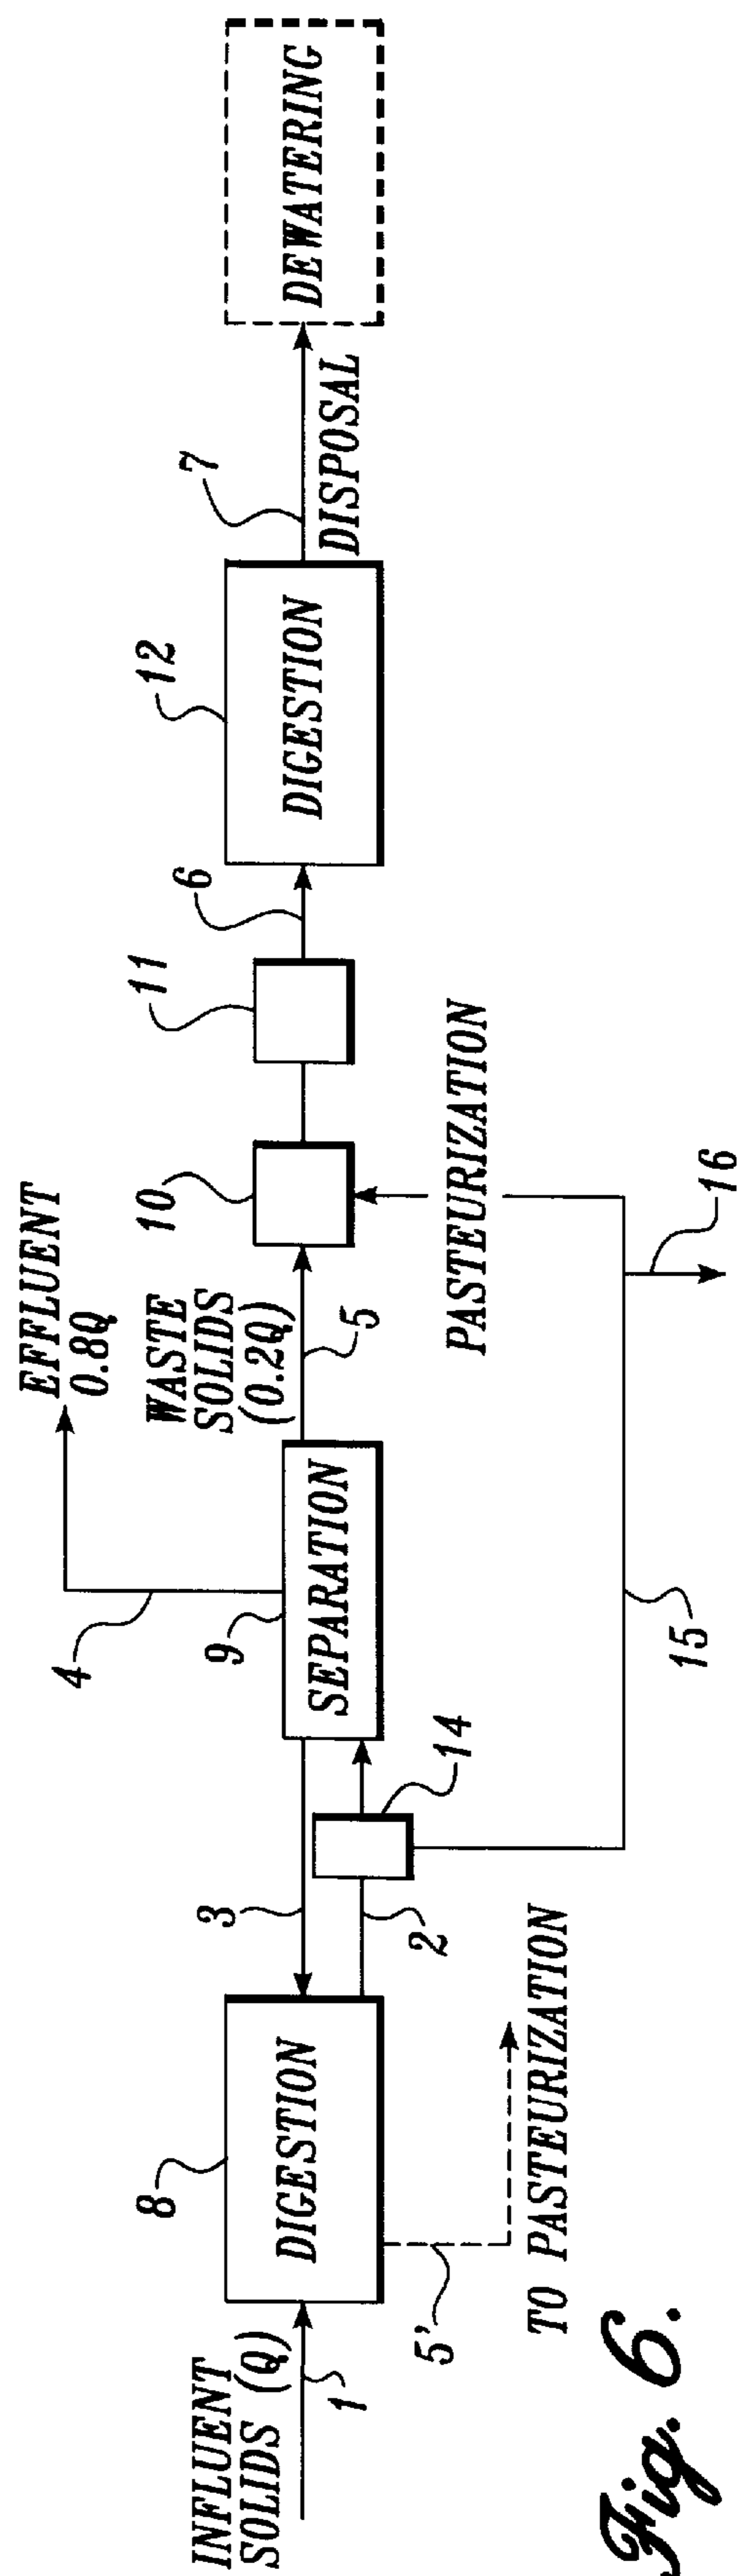 INFLUENT
SOLIDS (Q)
1
8
DIGESTION
5'
TO PASTEURIZATION
3
2
14
4
9
SEPARATION
EFFLUENT
0.8Q
WASTE
SOLIDS
(0.2Q)
5
10
PASTEURIZATION
15
16
11
6
12
DIGESTION
7
DISPOSAL
DEWATERING
Fig. 6.